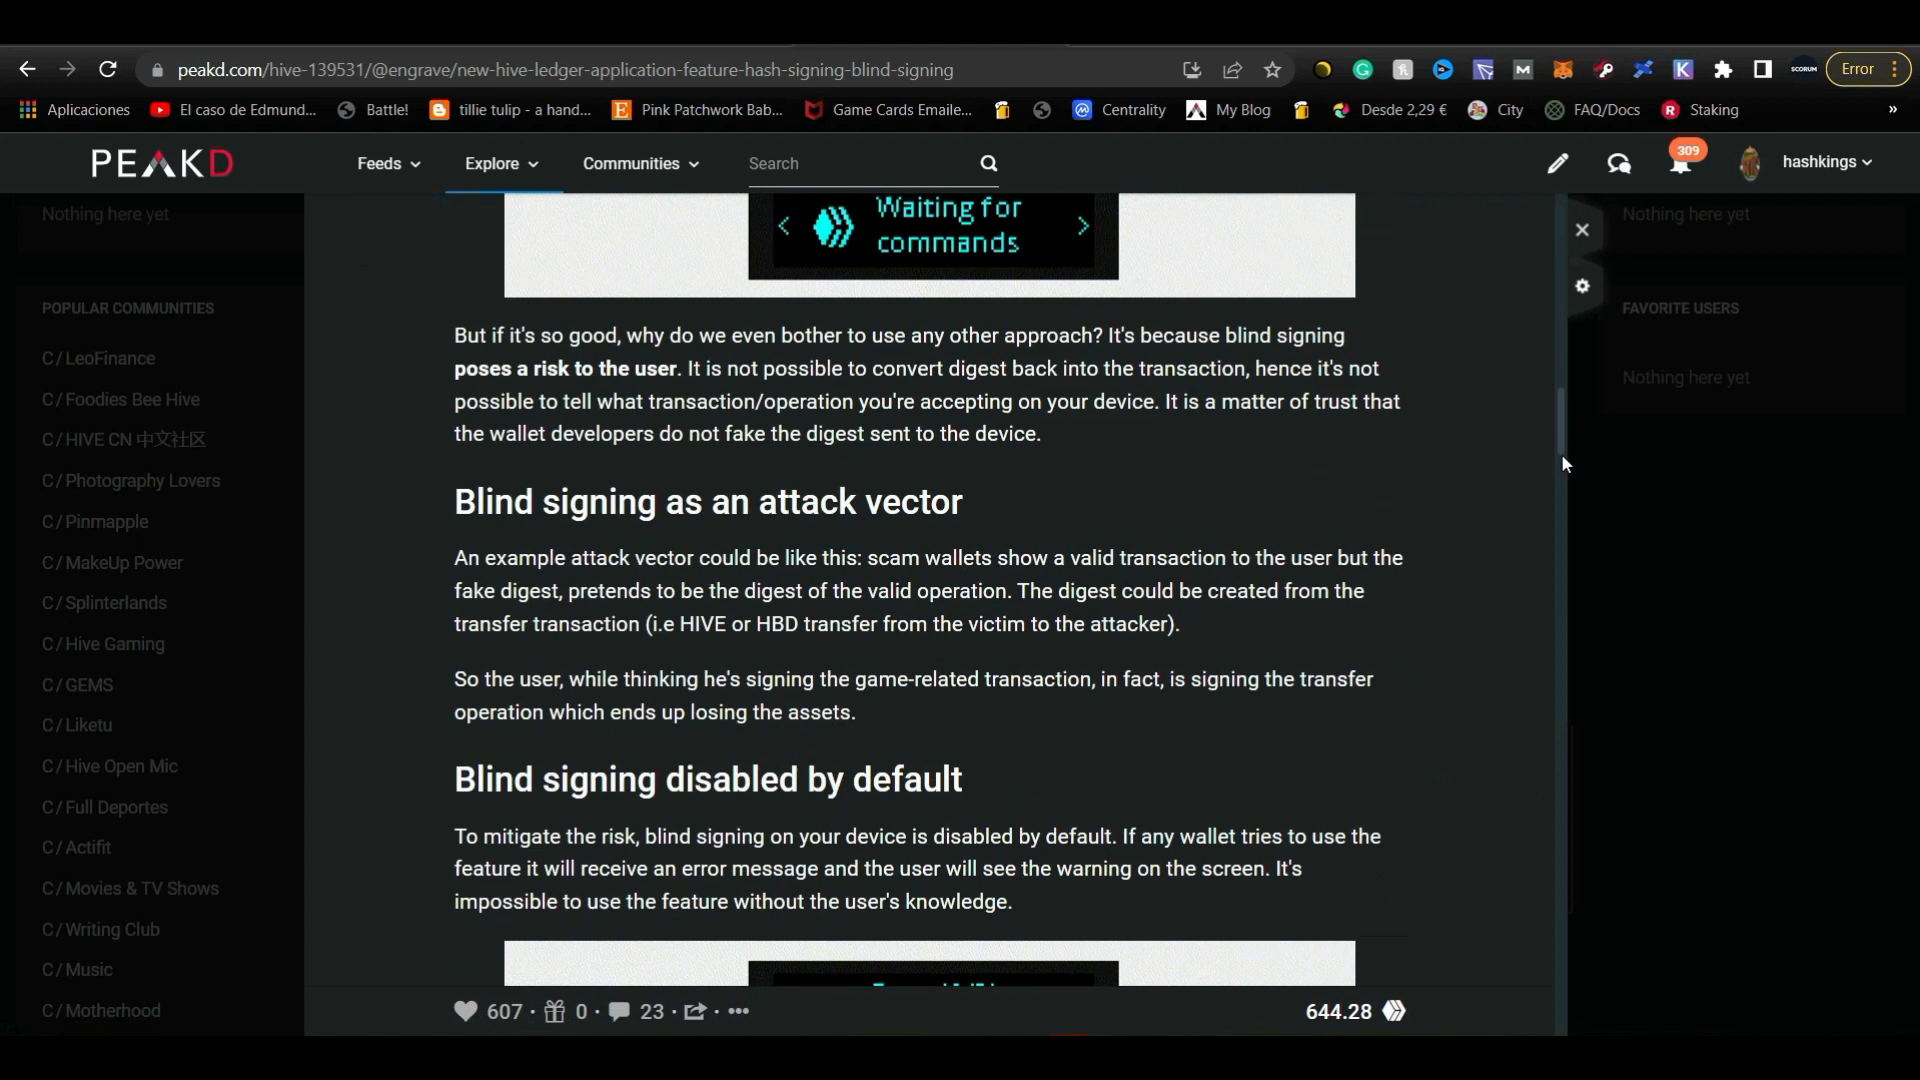 peakd.com/hive-139531/@engrave/new-hive-ledger-application-feature-hash-signing-blind-signing
SCORUM
Error
Aplicaciones
El caso de Edmund...
Battle!
tillie tulip - a hand...
Pink Patchwork Bab...
Game Cards Emaile...
Centrality
My Blog
Desde 2,29 €
City
FAQ/Docs
Staking
»
PEAKD
Feeds
Explore
Communities
Search
309
hashkings
Nothing here yet
POPULAR COMMUNITIES
C / LeoFinance
C / Foodies Bee Hive
C / HIVE CN 中文社区
C / Photography Lovers
C / Pinmapple
C / MakeUp Power
C / Splinterlands
C / Hive Gaming
C / GEMS
C / Liketu
C / Hive Open Mic
C / Full Deportes
C / Actifit
C / Movies & TV Shows
C / Writing Club
C / Music
C / Motherhood
Waiting for
commands
But if it's so good, why do we even bother to use any other approach? It's because blind signing
poses a risk to the user. It is not possible to convert digest back into the transaction, hence it's not
possible to tell what transaction/operation you're accepting on your device. It is a matter of trust that
the wallet developers do not fake the digest sent to the device.
Blind signing as an attack vector
An example attack vector could be like this: scam wallets show a valid transaction to the user but the
fake digest, pretends to be the digest of the valid operation. The digest could be created from the
transfer transaction (i.e HIVE or HBD transfer from the victim to the attacker).
So the user, while thinking he's signing the game-related transaction, in fact, is signing the transfer
operation which ends up losing the assets.
Blind signing disabled by default
To mitigate the risk, blind signing on your device is disabled by default. If any wallet tries to use the
feature it will receive an error message and the user will see the warning on the screen. It's
impossible to use the feature without the user's knowledge.
607 · 0 · 23 · · •••
644.28
Nothing here yet
FAVORITE USERS
Nothing here yet